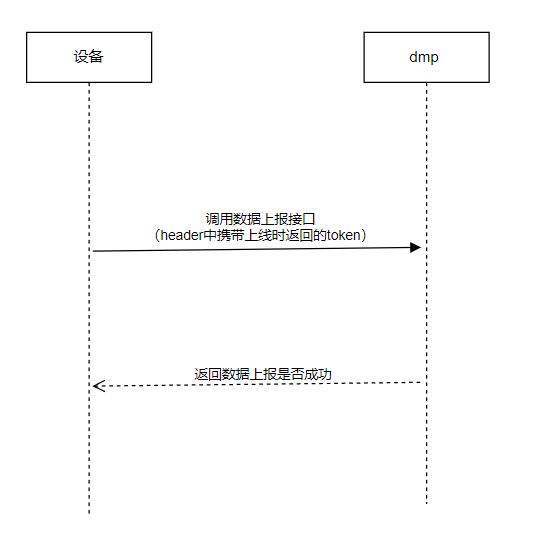 设备
dmp
调用数据上报接口
（header中携带上线时返回的token）
返回数据上报是否成功